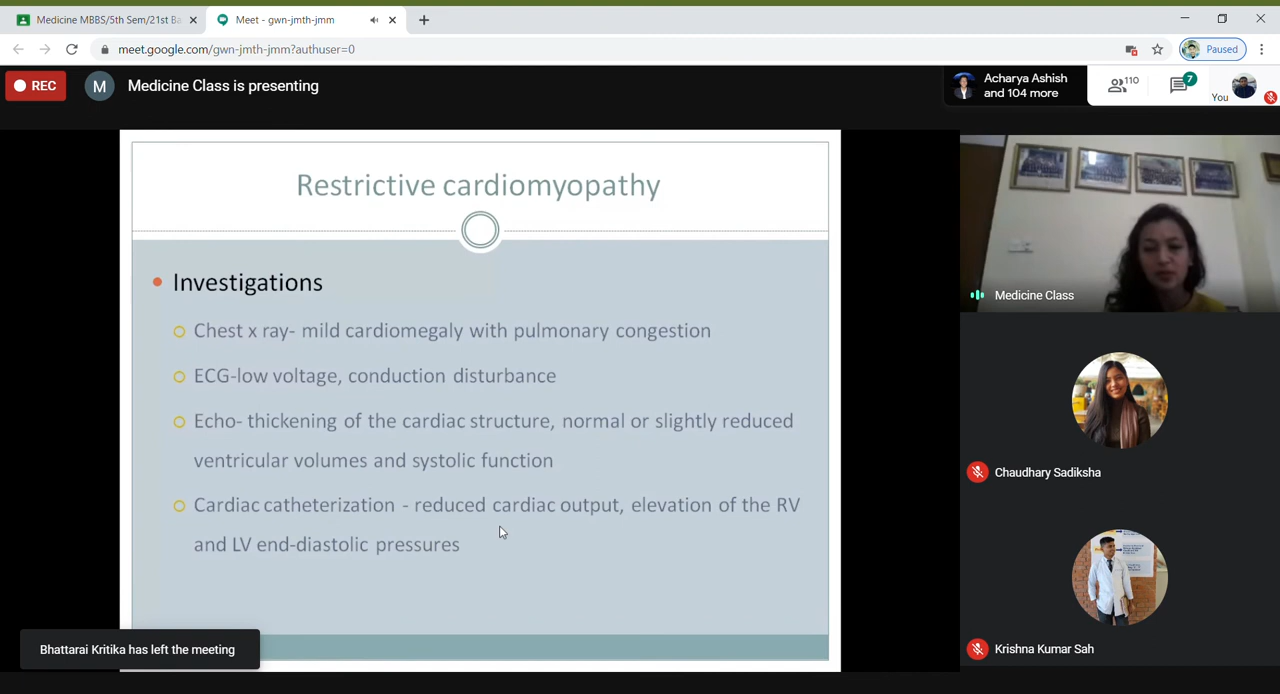 Medicine MBBS/5th Sem/21st Ba
Meet - gwn-jmth-jmm
meet.google.com/gwn-jmth-jmm?authuser=0
Paused
REC
M
Medicine Class is presenting
Acharya Ashish
and 104 more
110
7
You
Restrictive cardiomyopathy
Investigations
Chest x ray- mild cardiomegaly with pulmonary congestion
ECG-low voltage, conduction disturbance
Echo- thickening of the cardiac structure, normal or slightly reduced
ventricular volumes and systolic function
Cardiac catheterization - reduced cardiac output, elevation of the RV
and LV end-diastolic pressures
Medicine Class
Chaudhary Sadiksha
Krishna Kumar Sah
Bhattarai Kritika has left the meeting